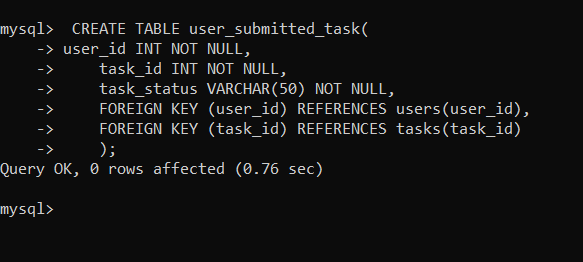 mysql>  CREATE TABLE user_submitted_task(
    -> user_id INT NOT NULL,
    ->     task_id INT NOT NULL,
    ->     task_status VARCHAR(50) NOT NULL,
    ->     FOREIGN KEY (user_id) REFERENCES users(user_id),
    ->     FOREIGN KEY (task_id) REFERENCES tasks(task_id)
    ->     );
Query OK, 0 rows affected (0.76 sec)
mysql>